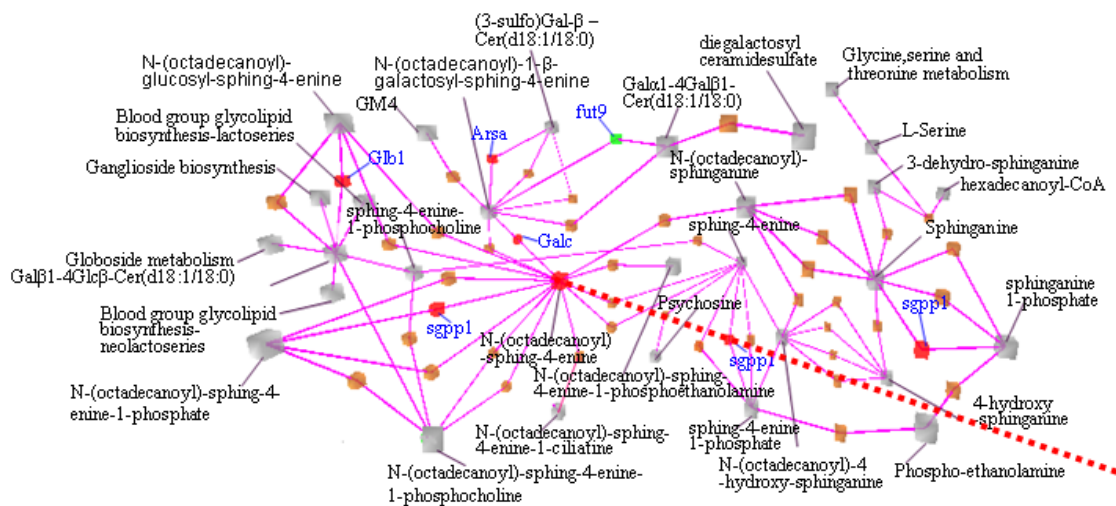 (3-sulfo)Gal-β –
Cer(d18:1/18:0)
N-(octadecanoyl)-
glucosyl-sphing-4-enine
N-(octadecanoyl)-1-β-
galactosyl-sphing-4-enine
diegalactosyl
ceramidesulfate
Glycine,serine and
threonine metabolism
Galα1-4Galβ1-
Cer(d18:1/18:0)
GM4
Blood group glycolipid
biosynthesis-lactoseries
Arsa
fut9
L-Serine
Ganglioside biosynthesis
Glb1
N-(octadecanoyl)-
sphinganine
3-dehydro-sphinganine
hexadecanoyl-CoA
sphing-4-enine-
1-phosphocholine
sphing-4-enine
Sphinganine
Galc
Globoside metabolism
Galβ1-4Glcβ-Cer(d18:1/18:0)
sphinganine
1-phosphate
Psychosine
sgpp1
Blood group glycolipid
biosynfhesis-
neolactoseries
sgpp1
N-(octadecanoyl)
-sphing-4-enine
sgpp1
N-(octadecanoyl)-sphing-
4-enine-1-phosphoethanolamine
N-(octadecanoyl)-sphing-4-
enine-1-phosphate
4-hydroxy
-sphinganine
N-(octadecanoyl)-sphing-
4-enine-1-ciliatine
sphing-4-enine
1-phosphate
N-(octadecanoyl)-4
-hydroxy-sphinganine
Phospho-ethanolamine
N-(octadecanoyl)-sphing-4-enine-
1-phosphocholine